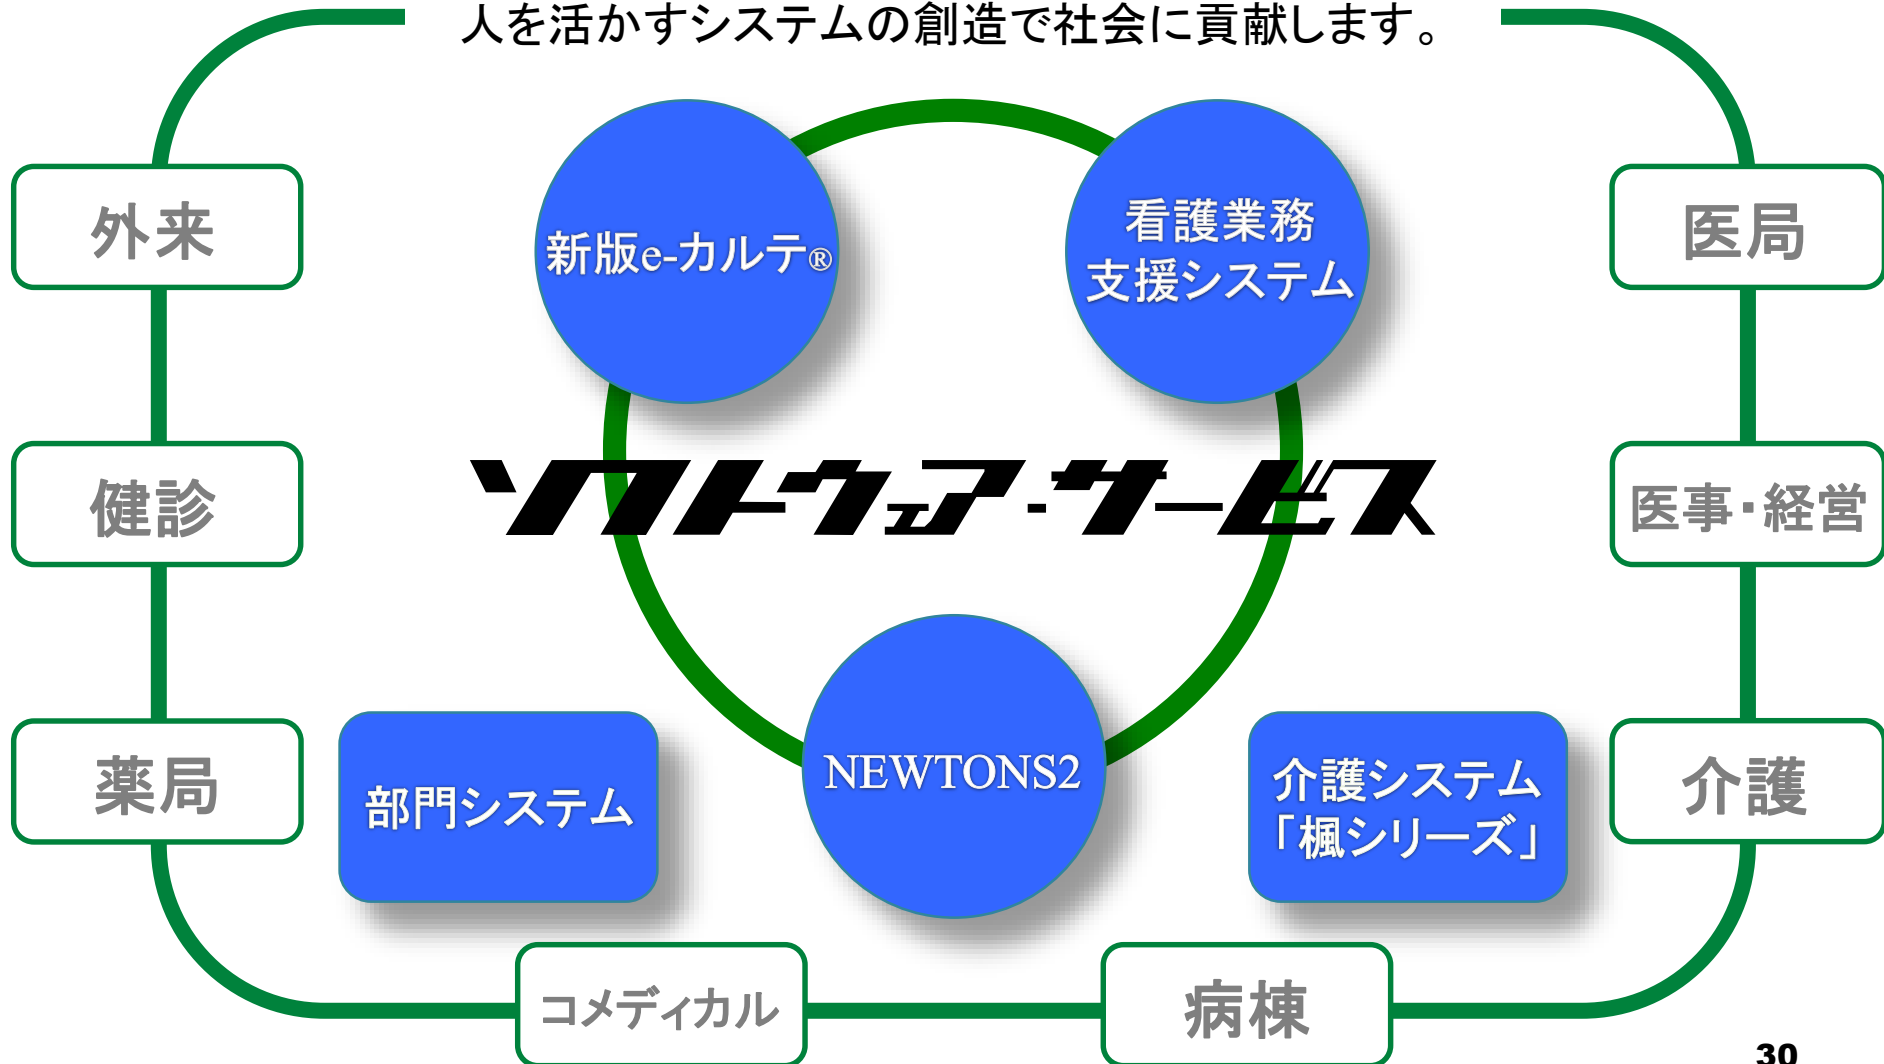 人を活かすシステムの創造で社会に貢献します。
新版e-カルテ®
看護業務
支援システム
外来
医局
ソフトウェア・サービス
健診
医事・経営
薬局
部門システム
NEWTONS2
介護システム
「楓シリーズ」
介護
コメディカル
病棟
30